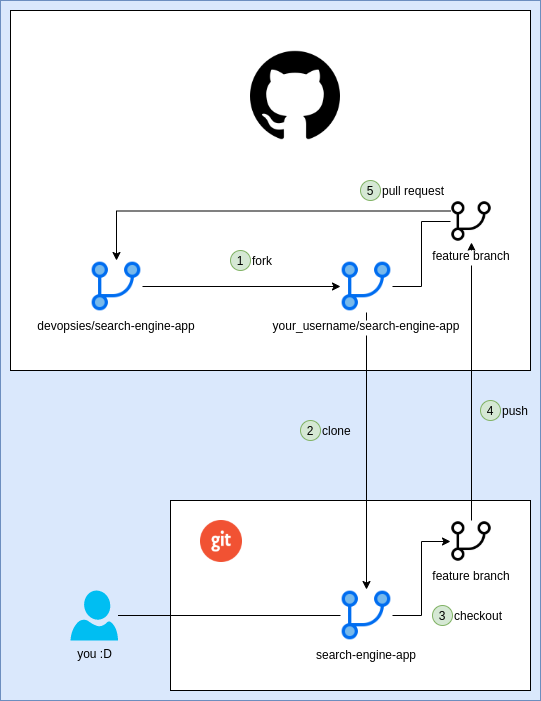 5 pull request
feature branch
1 fork
devopsies/search-engine-app
your_username/search-engine-app
2 clone
4 push
git
feature branch
3 checkout
you :D
search-engine-app